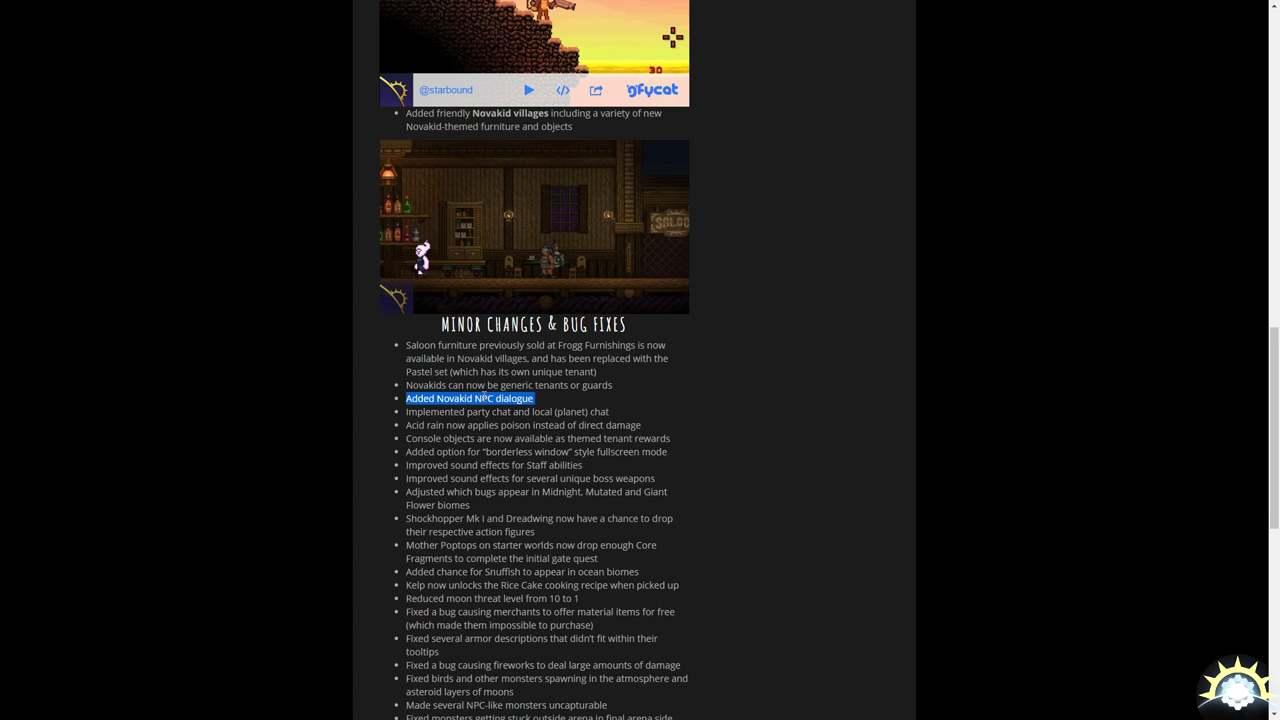 30
@starbound
gfycat
Added friendly Novakid villages including a variety of new
Novakid-themed furniture and objects
SALOO
MINOR CHANGES & BUG FIXES
Saloon furniture previously sold at Frogg Furnishings is now
available in Novakid villages, and has been replaced with the
Pastel set (which has its own unique tenant)
Novakids can now be generic tenants or guards
Added Novakid NPC dialogue
Implemented party chat and local (planet) chat
Acid rain now applies poison instead of direct damage
Console objects are now available as themed tenant rewards
Added option for “borderless window” style fullscreen mode
Improved sound effects for Staff abilities
Improved sound effects for several unique boss weapons
Adjusted which bugs appear in Midnight, Mutated and Giant
Flower biomes
Shockhopper Mk I and Dreadwing now have a chance to drop
their respective action figures
Mother Poptops on starter worlds now drop enough Core
Fragments to complete the initial gate quest
Added chance for Snuffish to appear in ocean biomes
Kelp now unlocks the Rice Cake cooking recipe when picked up
Reduced moon threat level from 10 to 1
Fixed a bug causing merchants to offer material items for free
(which made them impossible to purchase)
Fixed several armor descriptions that didn’t fit within their
tooltips
Fixed a bug causing fireworks to deal large amounts of damage
Fixed birds and other monsters spawning in the atmosphere and
asteroid layers of moons
Made several NPC-like monsters uncapturable
Fixed monsters getting stuck outside arena in final arena side